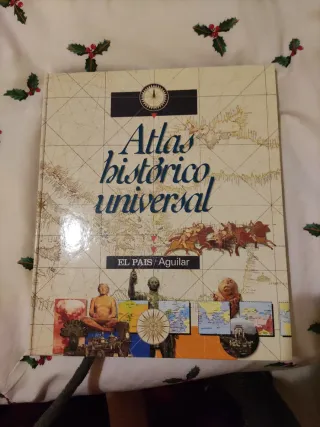 Atlas
histórico
universal
EL PAIS / Aguilar